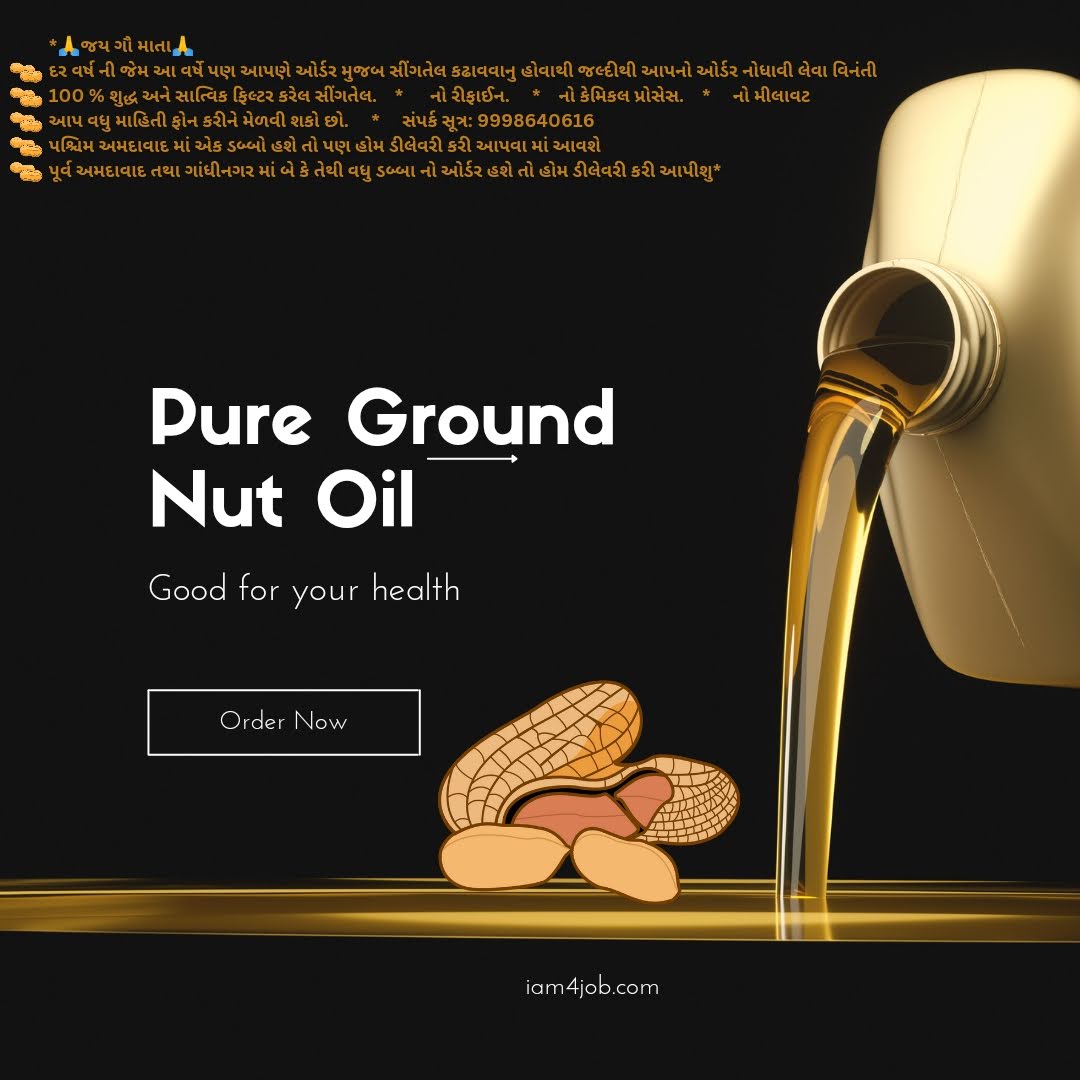 *🙏જય ગૌ માતા🙏
🥜 દર વર્ષ ની જેમ આ વર્ષે પણ આપણે ઓર્ડર મુજબ સીંગતેલ કઢાવવાનુ હોવાથી જલ્દીથી આપનો ઓર્ડર નોધાવી લેવા વિનંતી
🥜 100 % શુદ્ધ અને સાત્વિક ફિલ્ટર કરેલ સીંગતેલ. * નો રીફાઈન. * નો કેમિકલ પ્રોસેસ. * નો મીલાવટ
🥜 આપ વધુ માહિતી ફોન કરીને મેળવી શકો છો. * સંપર્ક સૂત્ર: 9998640616
🥜 પશ્ચિમ અમદાવાદ માં એક ડબ્બો હશે તો પણ હોમ ડીલેવરી કરી આપવા માં આવશે
🥜 પૂર્વ અમદાવાદ તથા ગાંધીનગર માં બે કે તેથી વધુ ડબ્બા નો ઓર્ડર હશે તો હોમ ડીલેવરી કરી આપીશુ*
Pure Ground
Nut Oil
Good for your health
Order Now
iam4job.com